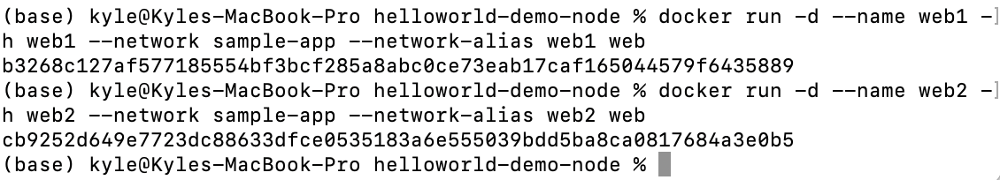 (base) kyle@Kyles-MacBook-Pro helloworld-demo-node % docker run -d --name web1 -]
h web1 --network sample-app --network-alias web1 web
b3268c127af577185554bf3bcf285a8abc0ce73eab17caf165044579f6435889
(base) kyle@Kyles-MacBook-Pro helloworld-demo-node % docker run -d --name web2 -]
h web2 --network sample-app --network-alias web2 web
cb9252d649e7723dc88633dfce0535183a6e555039bdd5ba8ca0817684a3e0b5
(base) kyle@Kyles-MacBook-Pro helloworld-demo-node %